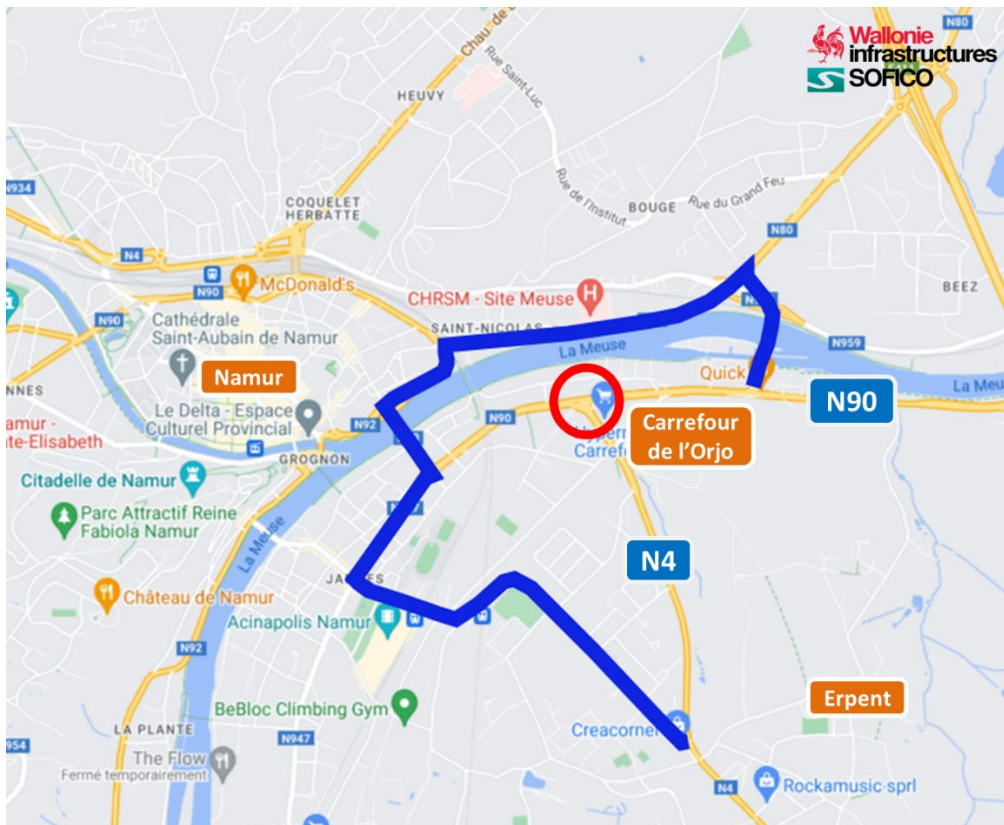 Wallonie
infrastructures
SOFICO
Chau. de
Rue Saint-Luc
HEUVY
N80
N934
COQUELET
HERBATTE
Rue de l'Institut
BOUGE
Rue du Grand Feu
N4
N80
N90
McDonald's
CHRSM - Site Meuse
H
BEEZ
N90
Cathédrale
Saint-Aubain de Namur
SAINT-NICOLAS
La Meuse
N959
Namur
Quick
La Meu
N90
Le Delta - Espace
Culturel Provincial
N92
N90
Carrefour
de l'Orjo
GROGNON
Citadelle de Namur
Parc Attractif Reine
Fabiola Namur
La Meuse
N4
Château de Namur
Acinapolis Namur
N92
BeBloc Climbing Gym
Erpent
LA PLANTE
N947
Creacorner
The Flow
Fermé temporairement
N4
Rockamusic sprl
N954